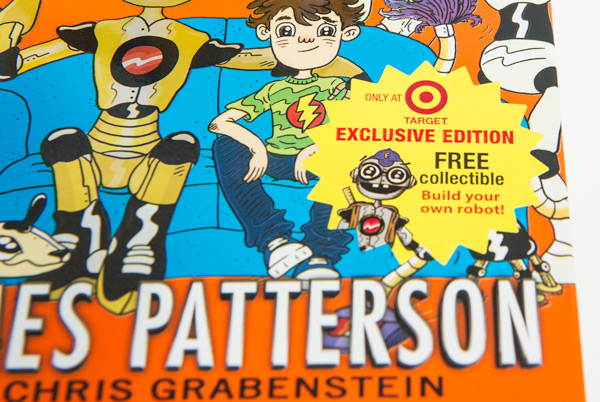 ONLY AT
TARGET
EXCLUSIVE EDITION
FREE
collectible
Build your
own robot!
ES PATTERSON
CHRIS GRABENSTEIN